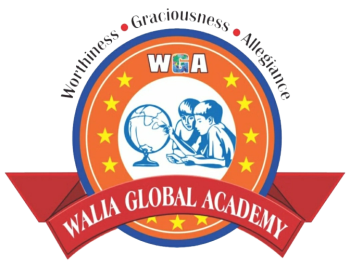 Worthiness • Graciousness • Allegiance
WGA
WALIA GLOBAL ACADEMY